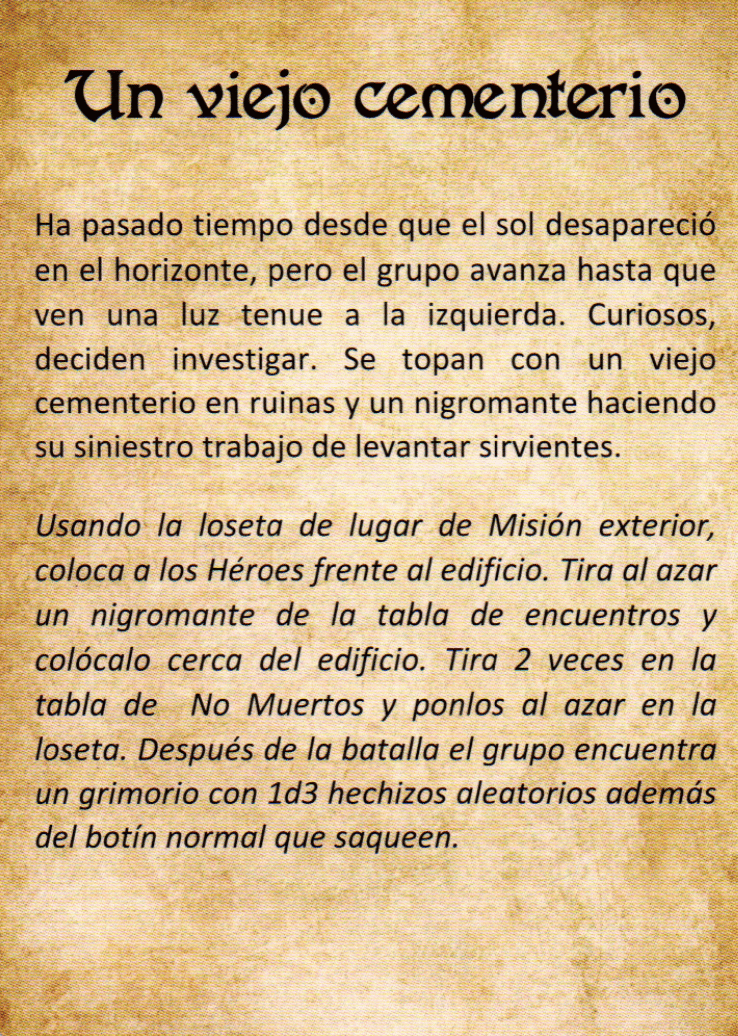 Un viejo cementerio
Ha pasado tiempo desde que el sol desapareció
en el horizonte, pero el grupo avanza hasta que
ven una luz tenue a la izquierda. Curiosos,
deciden investigar. Se topan con un viejo
cementerio en ruinas y un nigromante haciendo
su siniestro trabajo de levantar sirvientes.
Usando la loseta de lugar de Misión exterior,
coloca a los Héroes frente al edificio. Tira al azar
un nigromante de la tabla de encuentros y
colócalo cerca del edificio. Tira 2 veces en la
tabla de No Muertos y ponlos al azar en la
loseta. Después de la batalla el grupo encuentra
un grimorio con 1d3 hechizos aleatorios además
del botín normal que saqueen.